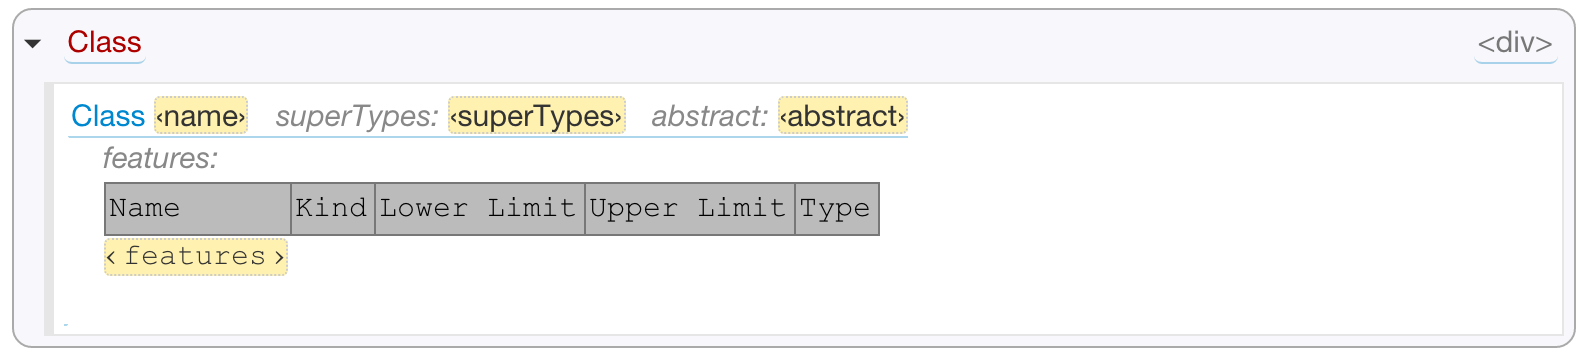 Class <div>
Class ‹name› superTypes: ‹superTypes› abstract: ‹abstract›
features:
Name Kind Lower Limit Upper Limit Type
‹features›